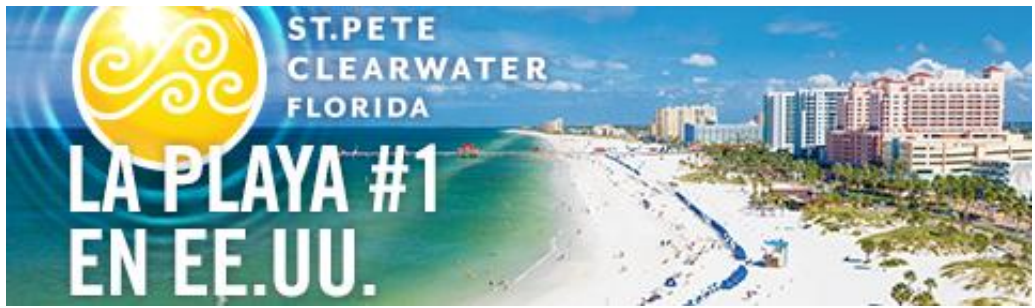 ST.PETE
CLEARWATER
FLORIDA
LA PLAYA #1
EN EE.UU.